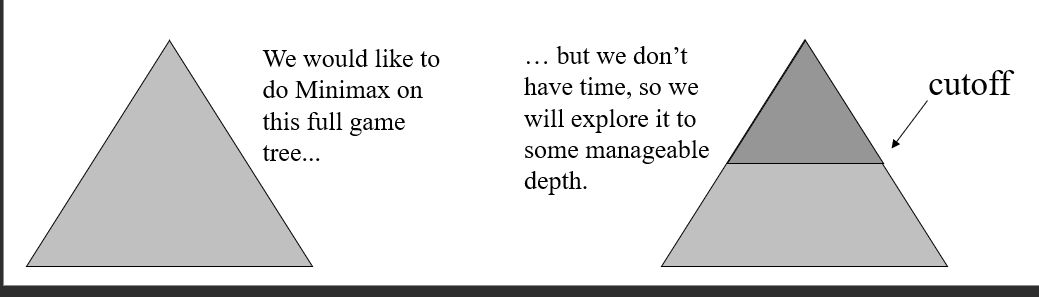 We would like to
do Minimax on
this full game
tree...
… but we don’t
have time, so we
will explore it to
some manageable
depth.
cutoff